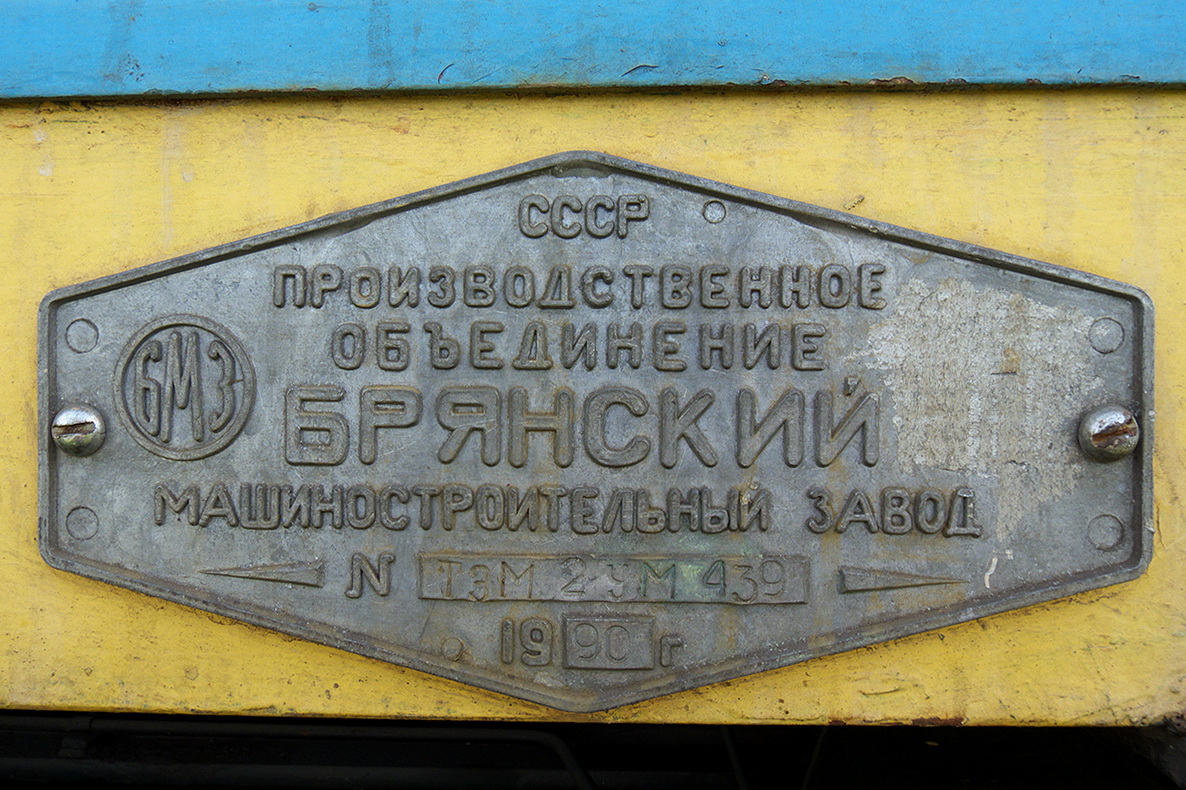 СССР
ПРОИЗВОДСТВЕННОЕ
ОБЪЕДИНЕНИЕ
БМЗ
БРЯНСКИЙ
МАШИНОСТРОИТЕЛЬНЫЙ ЗАВОД
N ТЭМ 2 УМ 439
1990 г